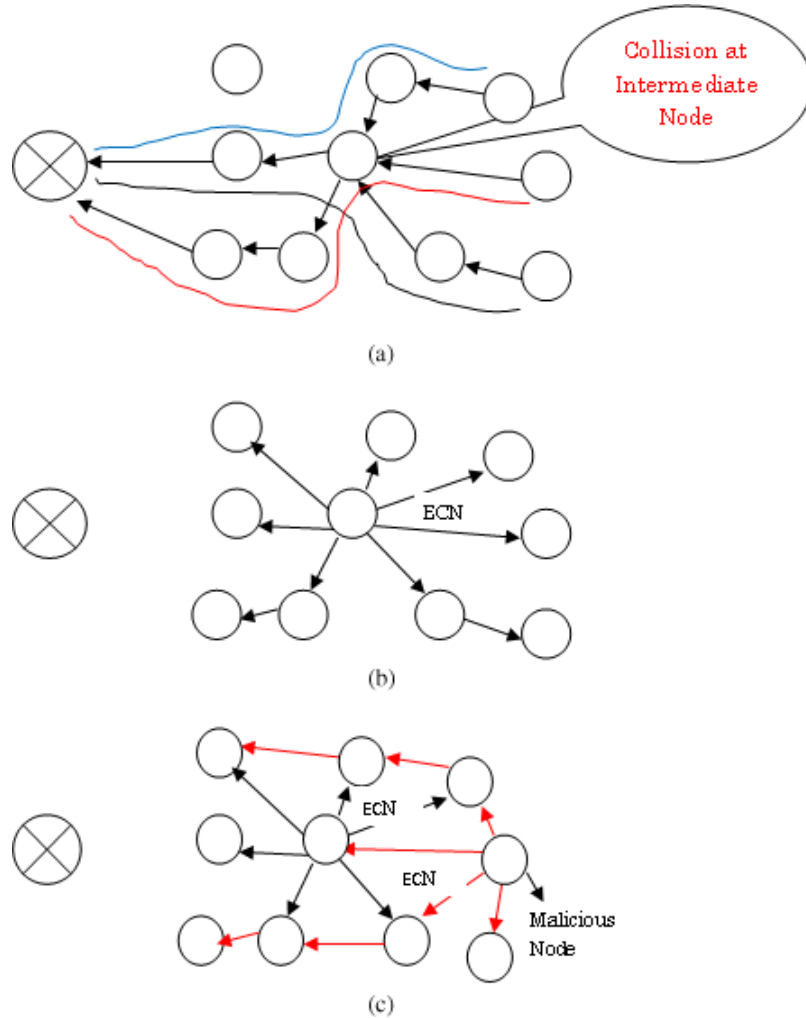 Collision at
Intermediate
Node
(a)
ECN
(b)
ECN
ECN
Malicious
Node
(c)